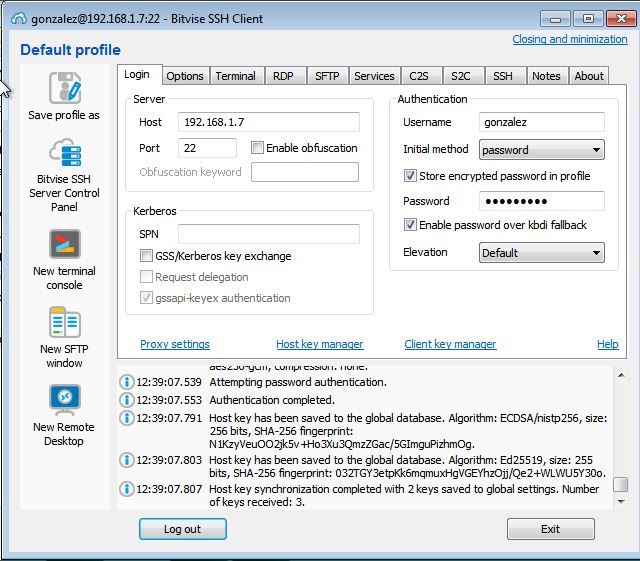 gonzalez@192.168.1.7:22 - Bitvise SSH Client
Default profile
Closing and minimization
Save profile as
Bitvise SSH
Server Control
Panel
New terminal
console
New SFTP
window
New Remote
Desktop
Login Options Terminal RDP SFTP Services C2S S2C SSH Notes About
Server
Host 192.168.1.7
Port 22 Enable obfuscation
Obfuscation keyword
Kerberos
SPN
GSS/Kerberos key exchange
Request delegation
gssapi-keyex authentication
Authentication
Username gonzalez
Initial method password
Store encrypted password in profile
Password ●●●●●●●●●
Enable password over kbdi fallback
Elevation Default
Proxy settings Host key manager Client key manager Help
aes256-gcm, compression: none.
12:39:07.539 Attempting password authentication.
12:39:07.553 Authentication completed.
12:39:07.791 Host key has been saved to the global database. Algorithm: ECDSA/nistp256, size:
256 bits, SHA-256 fingerprint:
N1KzyVeuOO2jk5v+Ho3Xu3QmzZGac/5GImguPizhmOg.
12:39:07.803 Host key has been saved to the global database. Algorithm: Ed25519, size: 255
bits, SHA-256 fingerprint: 032TGY3etpKk6mqmuxHgVGEYhzOjj/Qe2+WLWU5Y30o.
12:39:07.807 Host key synchronization completed with 2 keys saved to global settings. Number
of keys received: 3.
Log out Exit